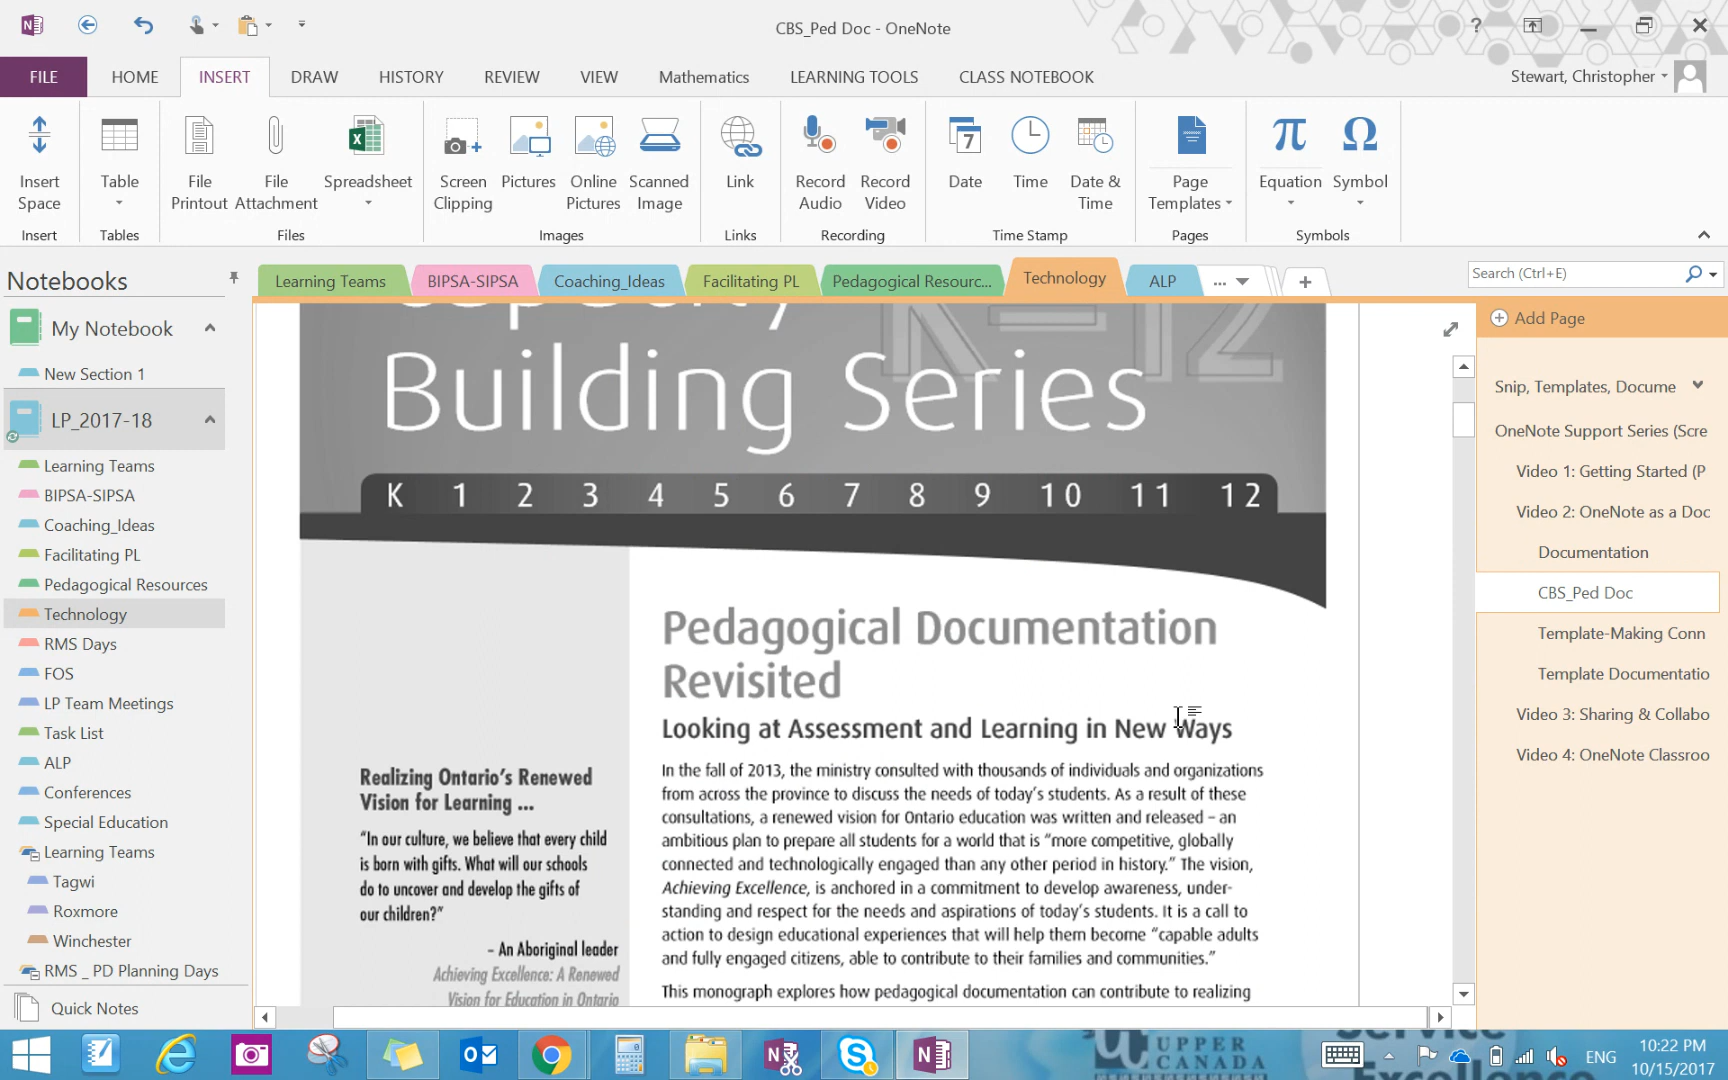 CBS_Ped Doc - OneNote
?
FILE HOME INSERT DRAW HISTORY REVIEW VIEW Mathematics LEARNING TOOLS CLASS NOTEBOOK
Stewart, Christopher
Insert Space
Table
File Printout
File Attachment
Spreadsheet
Screen Clipping
Pictures
Online Pictures
Scanned Image
Link
Record Audio
Record Video
7
Date
Time
Date & Time
Page Templates
π
Equation
Ω
Symbol
Insert Tables Files Images Links Recording Time Stamp Pages Symbols
Notebooks
Learning Teams BIPSA-SIPSA Coaching_Ideas Facilitating PL Pedagogical Resourc... Technology ALP ... +
Search (Ctrl+E)
My Notebook
New Section 1
LP_2017-18
Learning Teams
BIPSA-SIPSA
Coaching_Ideas
Facilitating PL
Pedagogical Resources
Technology
RMS Days
FOS
LP Team Meetings
Task List
ALP
Conferences
Special Education
Learning Teams
Tagwi
Roxmore
Winchester
RMS _ PD Planning Days
Quick Notes
K-12
Building Series
K 1 2 3 4 5 6 7 8 9 10 11 12
Pedagogical Documentation
Revisited
Looking at Assessment and Learning in New Ways
Realizing Ontario's Renewed
Vision for Learning ...
"In our culture, we believe that every child
is born with gifts. What will our schools
do to uncover and develop the gifts of
our children?"
– An Aboriginal leader
Achieving Excellence: A Renewed
Vision for Education in Ontario
In the fall of 2013, the ministry consulted with thousands of individuals and organizations
from across the province to discuss the needs of today's students. As a result of these
consultations, a renewed vision for Ontario education was written and released – an
ambitious plan to prepare all students for a world that is "more competitive, globally
connected and technologically engaged than any other period in history." The vision,
Achieving Excellence, is anchored in a commitment to develop awareness, under-
standing and respect for the needs and aspirations of today's students. It is a call to
action to design educational experiences that will help them become "capable adults
and fully engaged citizens, able to contribute to their families and communities."
This monograph explores how pedagogical documentation can contribute to realizing
Add Page
Snip, Templates, Docume
OneNote Support Series (Scre
Video 1: Getting Started (P
Video 2: OneNote as a Doc
Documentation
CBS_Ped Doc
Template-Making Conn
Template Documentatio
Video 3: Sharing & Collabo
Video 4: OneNote Classroo
UPPER
CANADA
ENG
10:22 PM
10/15/2017